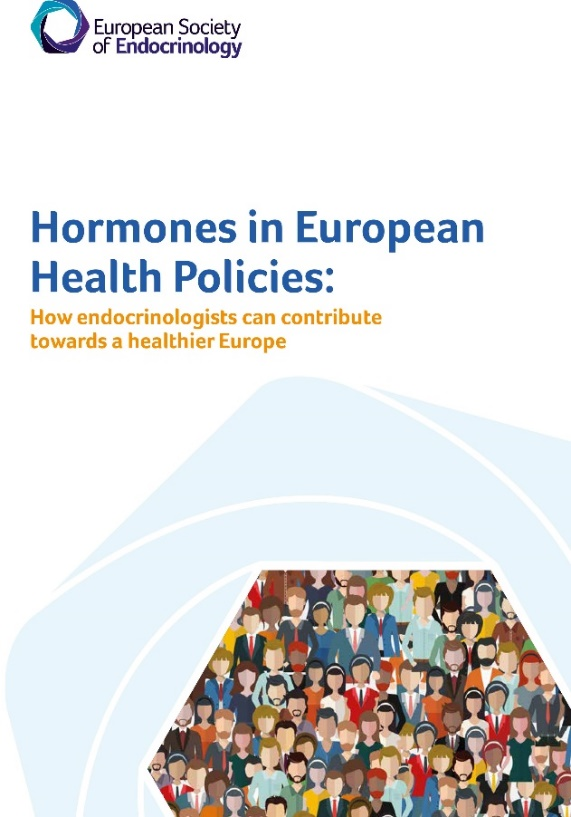 European Society
of Endocrinology
Hormones in European
Health Policies:
How endocrinologists can contribute
towards a healthier Europe